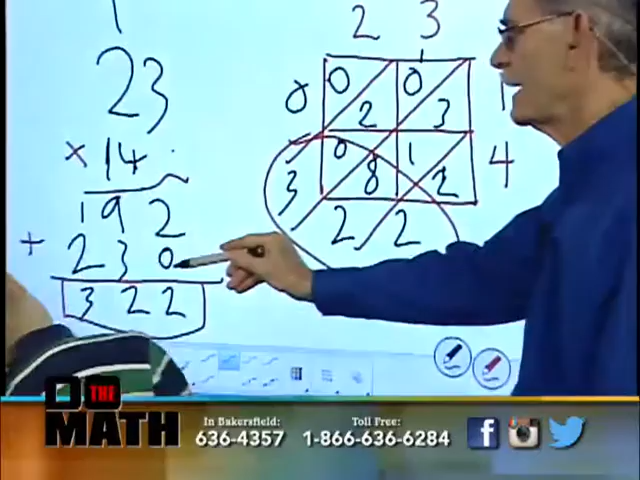 1
23
× 14
192
+ 230
322
2 3
0 0 0 1
2 3
0 1 4
3 8 2
2 2
DO THE MATH
In Bakersfield:
636-4357
Toll Free:
1-866-636-6284